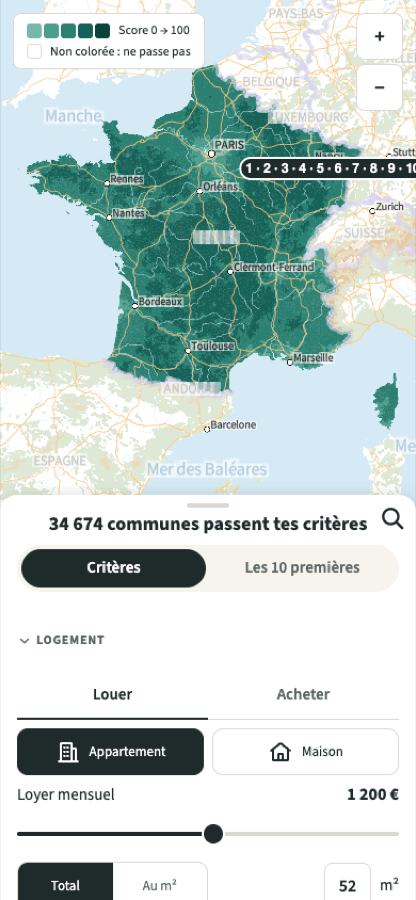 Score 0 → 100
Non colorée : ne passe pas
+
−
PAYS-BAS
BELGIQUE
LUXEMBOURG
Manche
PARIS
1 · 2 · 3 · 4 · 5 · 6 · 7 · 8 · 9 · 10
Rennes
Orléans
Nantes
Zurich
SUISSE
Clermont-Ferrand
Bordeaux
Toulouse
Marseille
ANDORRE
Barcelone
ESPAGNE
Mer des Baléares
34 674 communes passent tes critères
Critères
Les 10 premières
LOGEMENT
Louer
Acheter
Appartement
Maison
Loyer mensuel
1 200 €
Total
Au m²
52
m²